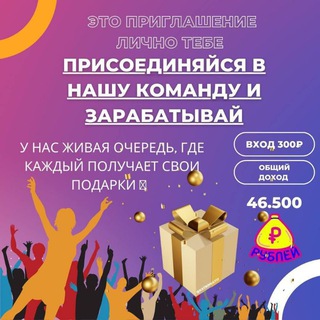 ЭТО ПРИГЛАШЕНИЕ
ЛИЧНО ТЕБЕ
ПРИСОЕДИНЯЙСЯ В
НАШУ КОМАНДУ И
ЗАРАБАТЫВАЙ
У НАС ЖИВАЯ ОЧЕРЕДЬ, ГДЕ
КАЖДЫЙ ПОЛУЧАЕТ СВОИ
ПОДАРКИ
ВХОД 300₽
ОБЩИЙ
ДОХОД
46.500
₽
РУБЛЕЙ